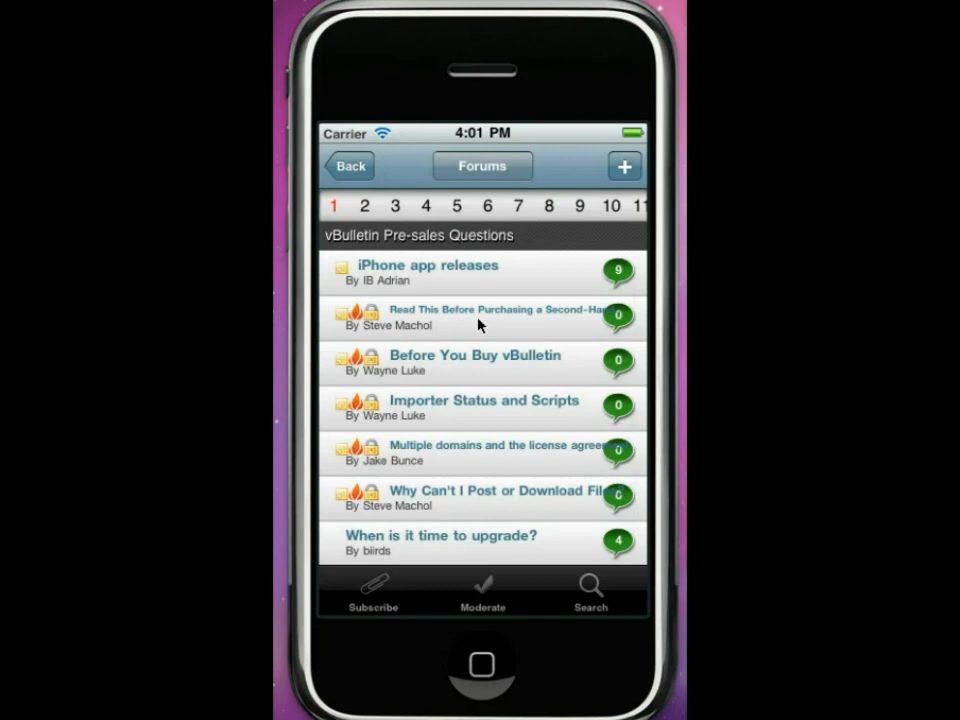 Carrier 4:01 PM
Back Forums +
1 2 3 4 5 6 7 8 9 10 11
vBulletin Pre-sales Questions
iPhone app releases
By IB Adrian
9
Read This Before Purchasing a Second-Han
By Steve Machol
0
Before You Buy vBulletin
By Wayne Luke
0
Importer Status and Scripts
By Wayne Luke
0
Multiple domains and the license
By Jake Bunce
0
Why Can't I Post or Download
By Steve Machol
When is it time to upgrade?
By biirds
4
Subscribe Moderate Search